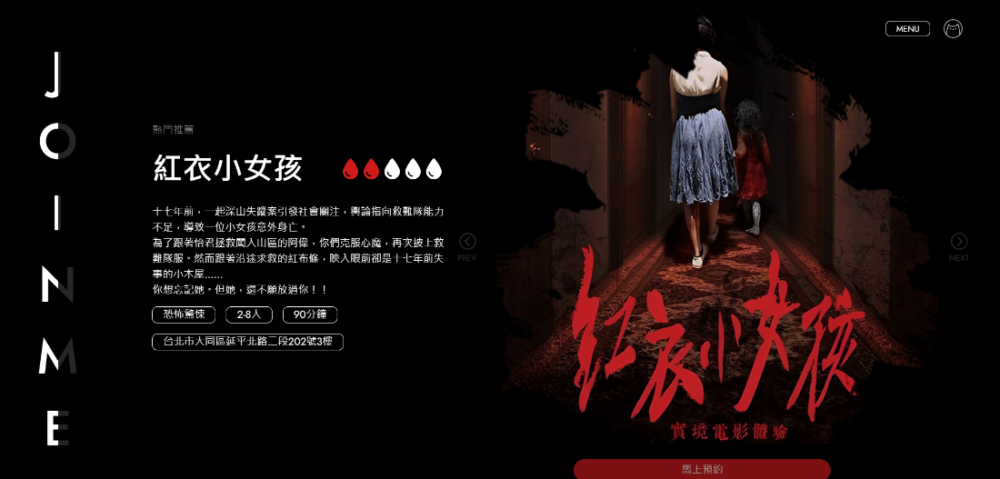 MENU
JOINME
熱門推薦
紅衣小女孩
十七年前，一起深山失蹤案引發社會關注，輿論指向救難隊能力
不足，導致一位小女孩意外身亡。
為了跟著怡君拯救闖入山區的阿偉，你們克服心魔，再次披上救
難隊服。然而跟著沿途求救的紅布條，映入眼前卻是十七年前失
事的小木屋......
你想忘記她。但她，還不願放過你！！
恐怖驚悚
2-8人
90分鐘
台北市大同區延平北路二段202號3樓
PREV
NEXT
紅衣小女孩
實境電影體驗
馬上預約